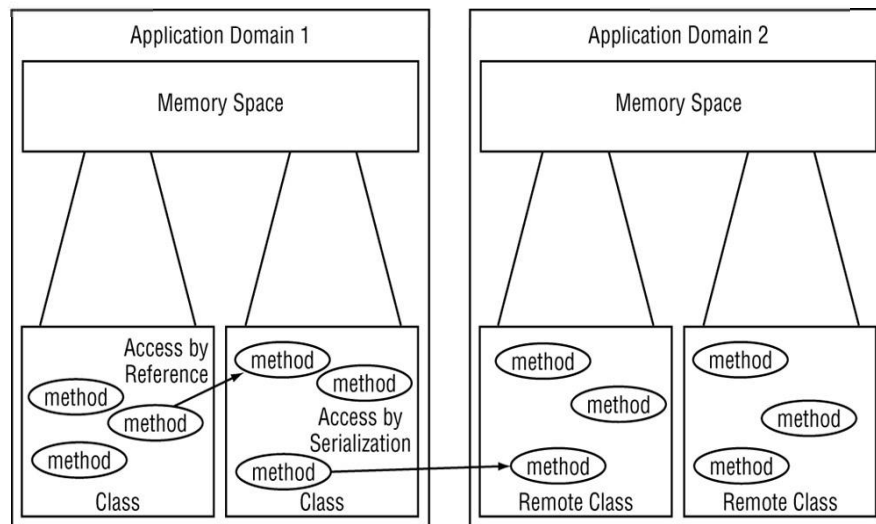 Application Domain 1
Memory Space
Access by
Reference
method
method
method
Class
method
method
Access by
Serialization
method
Class
Application Domain 2
Memory Space
method
method
method
Remote Class
method
method
method
Remote Class